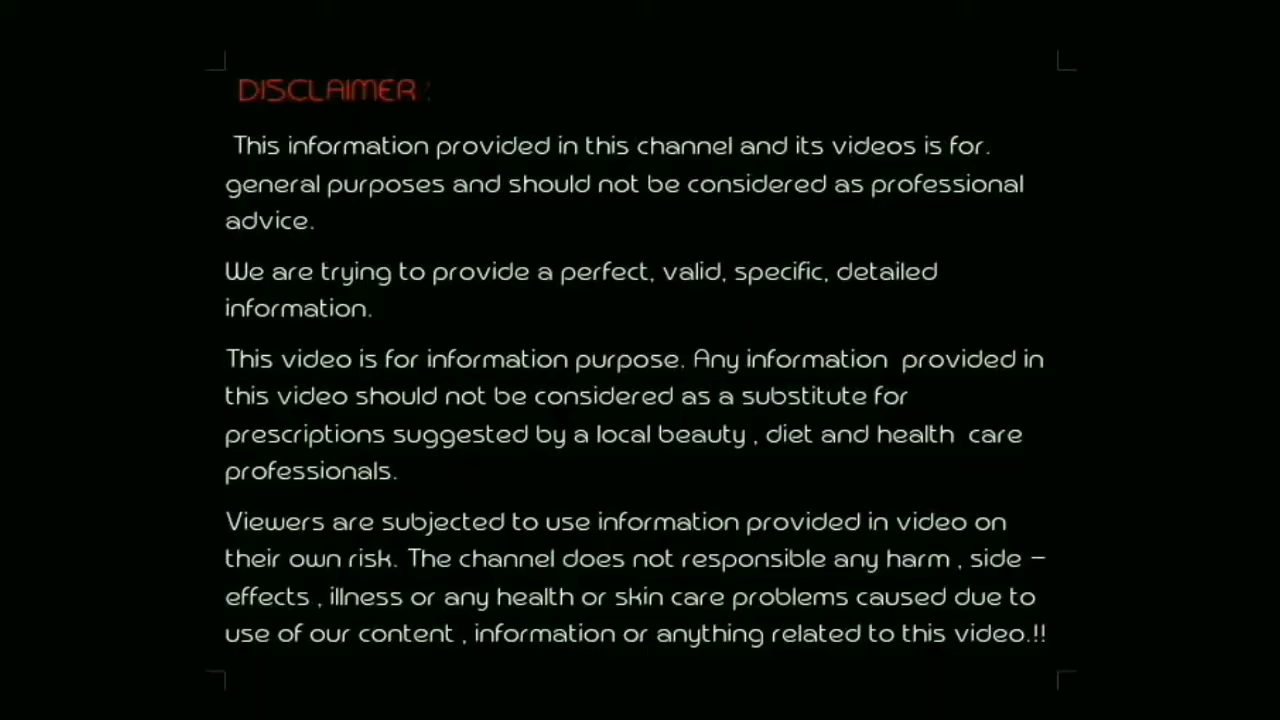 DISCLAIMER :
This information provided in this channel and its videos is for.
general purposes and should not be considered as professional
advice.
We are trying to provide a perfect, valid, specific, detailed
information.
This video is for information purpose. Any information provided in
this video should not be considered as a substitute for
prescriptions suggested by a local beauty , diet and health care
professionals.
Viewers are subjected to use information provided in video on
their own risk. The channel does not responsible any harm , side –
effects , illness or any health or skin care problems caused due to
use of our content , information or anything related to this video.!!